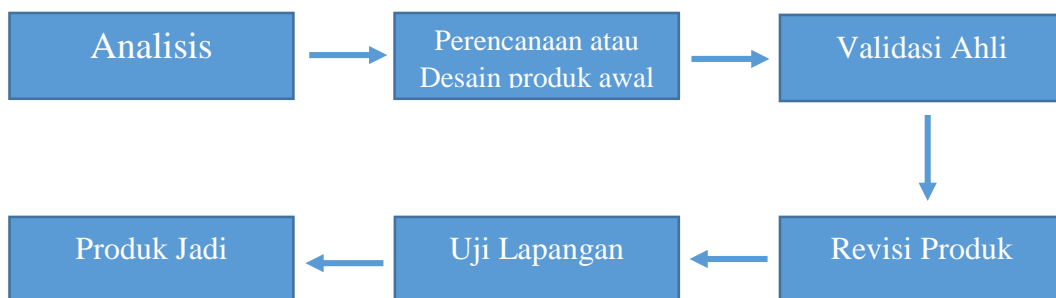 Analisis
Perencanaan atau
Desain produk awal
Validasi Ahli
Revisi Produk
Uji Lapangan
Produk Jadi